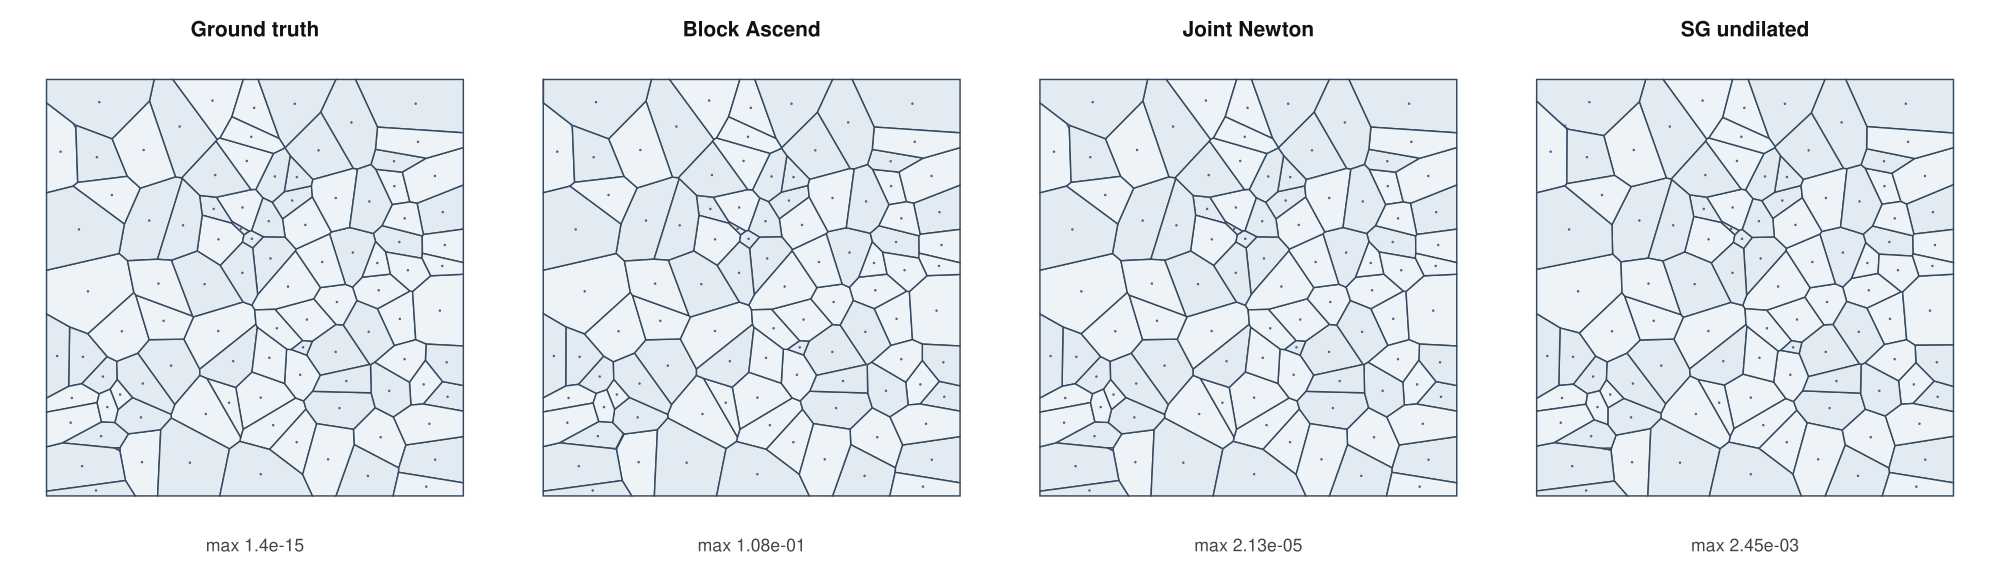 Ground truth
Block Ascend
Joint Newton
SG undilated
max 1.4e-15
max 1.08e-01
max 2.13e-05
max 2.45e-03